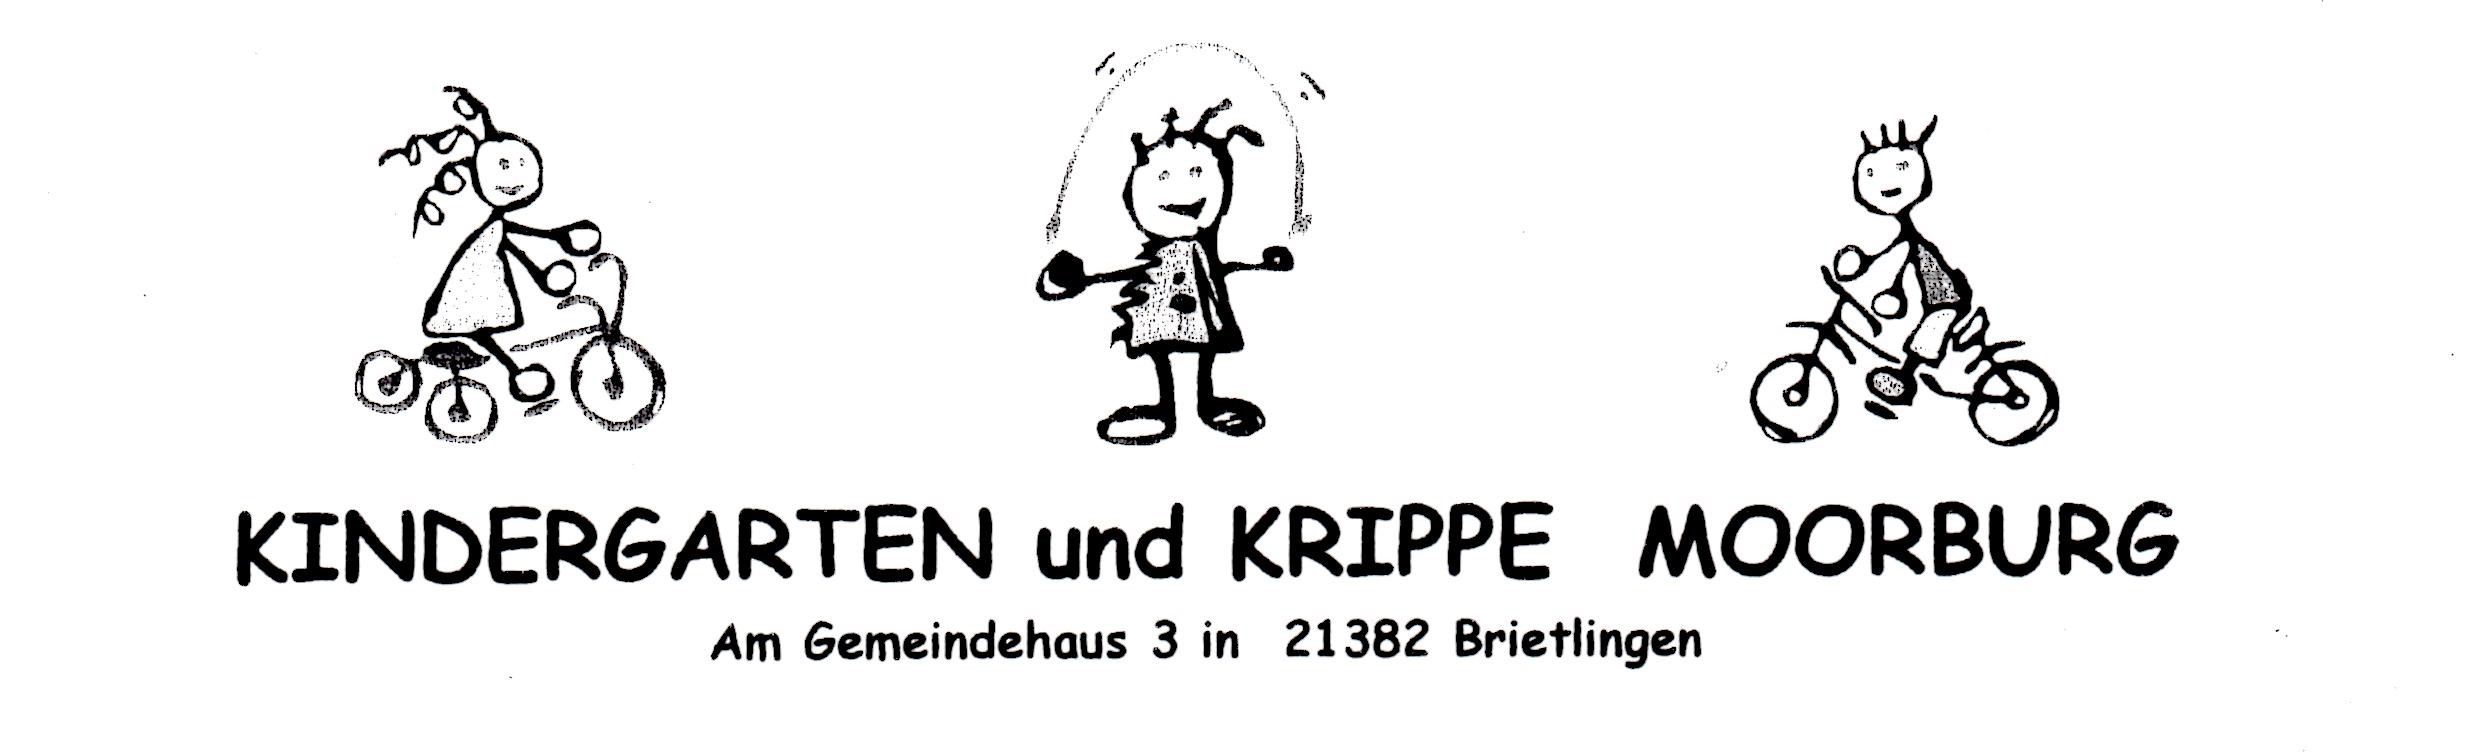 KINDERGARTEN und KRIPPE MOORBURG
Am Gemeindehaus 3 in 21382 Brietlingen